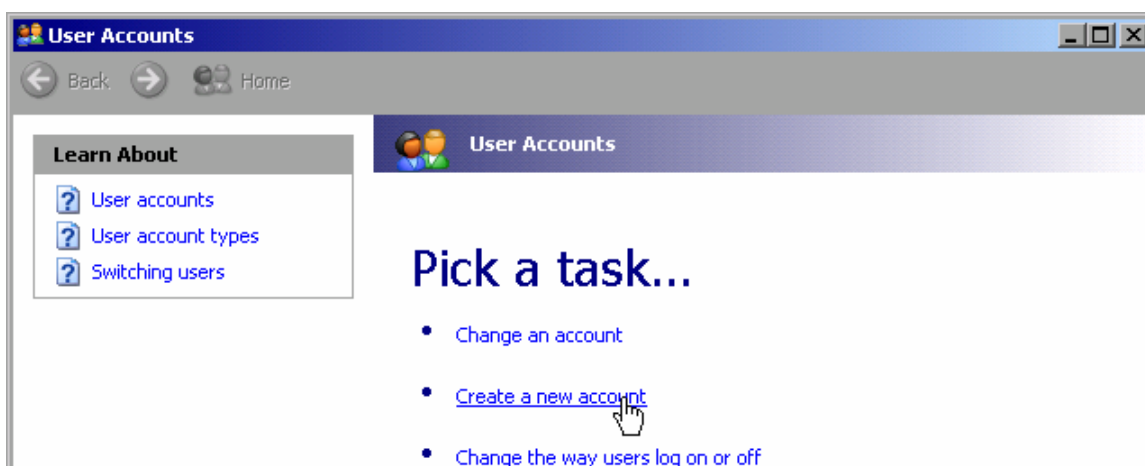 User Accounts
Back Home
Learn About
User accounts
User account types
Switching users
User Accounts
Pick a task...
Change an account
Create a new account
Change the way users log on or off